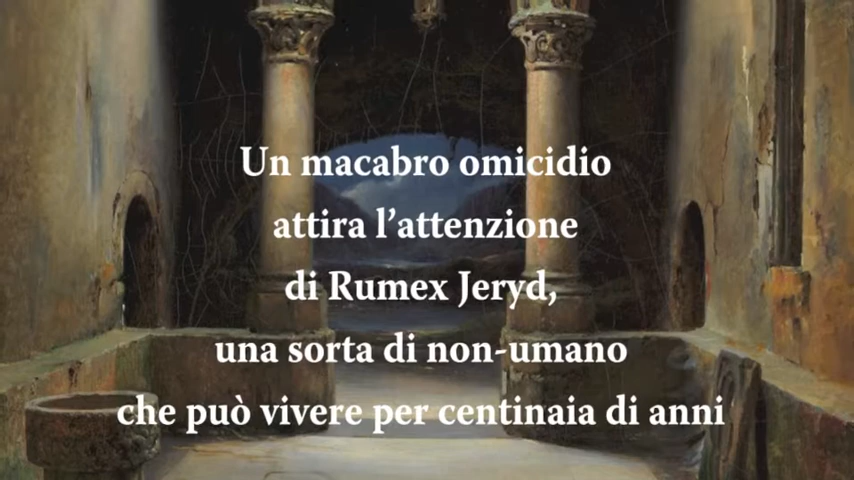 Un macabro omicidio
attira l’attenzione
di Rumex Jeryd,
una sorta di non-umano
che può vivere per centinaia di anni